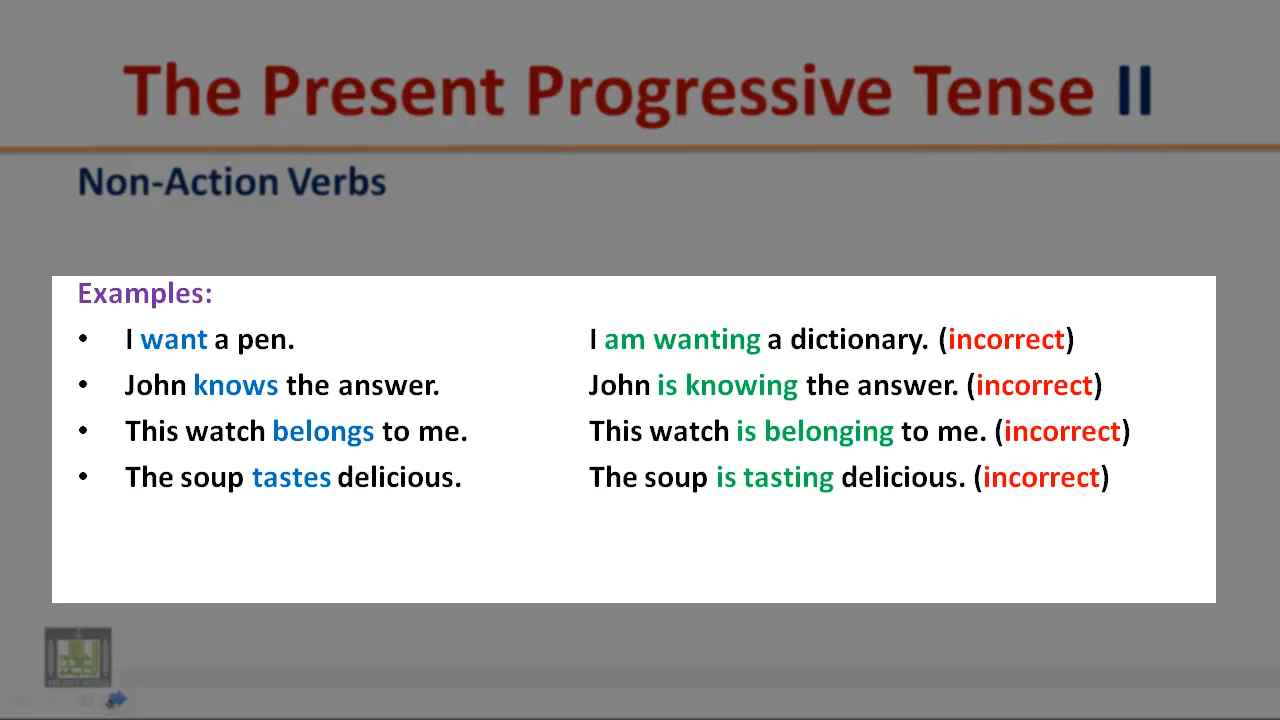 The Present Progressive Tense II
Non-Action Verbs
Examples:
• I want a pen. I am wanting a dictionary. (incorrect)
• John knows the answer. John is knowing the answer. (incorrect)
• This watch belongs to me. This watch is belonging to me. (incorrect)
• The soup tastes delicious. The soup is tasting delicious. (incorrect)